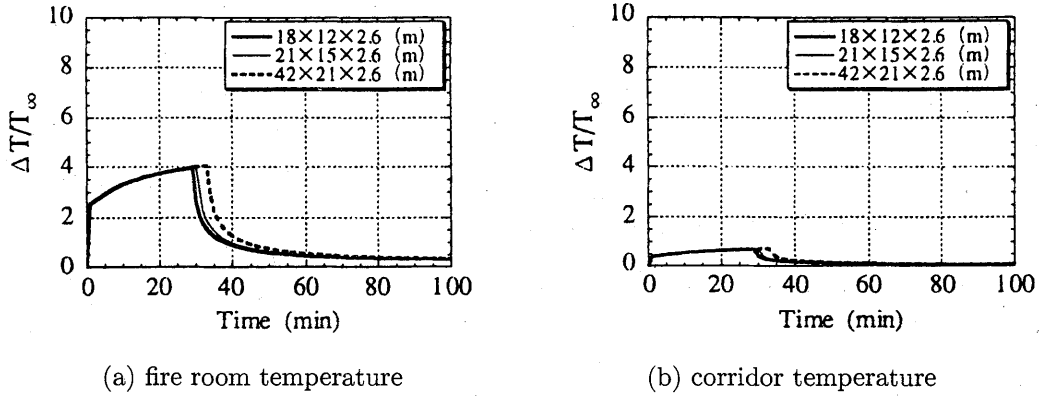 10
8
6
4
2
0
ΔT/T∞
18×12×2.6 (m)
21×15×2.6 (m)
42×21×2.6 (m)
0 20 40 60 80 100
Time (min)
(a) fire room temperature
10
8
6
4
2
0
ΔT/T∞
18×12×2.6 (m)
21×15×2.6 (m)
42×21×2.6 (m)
0 20 40 60 80 100
Time (min)
(b) corridor temperature